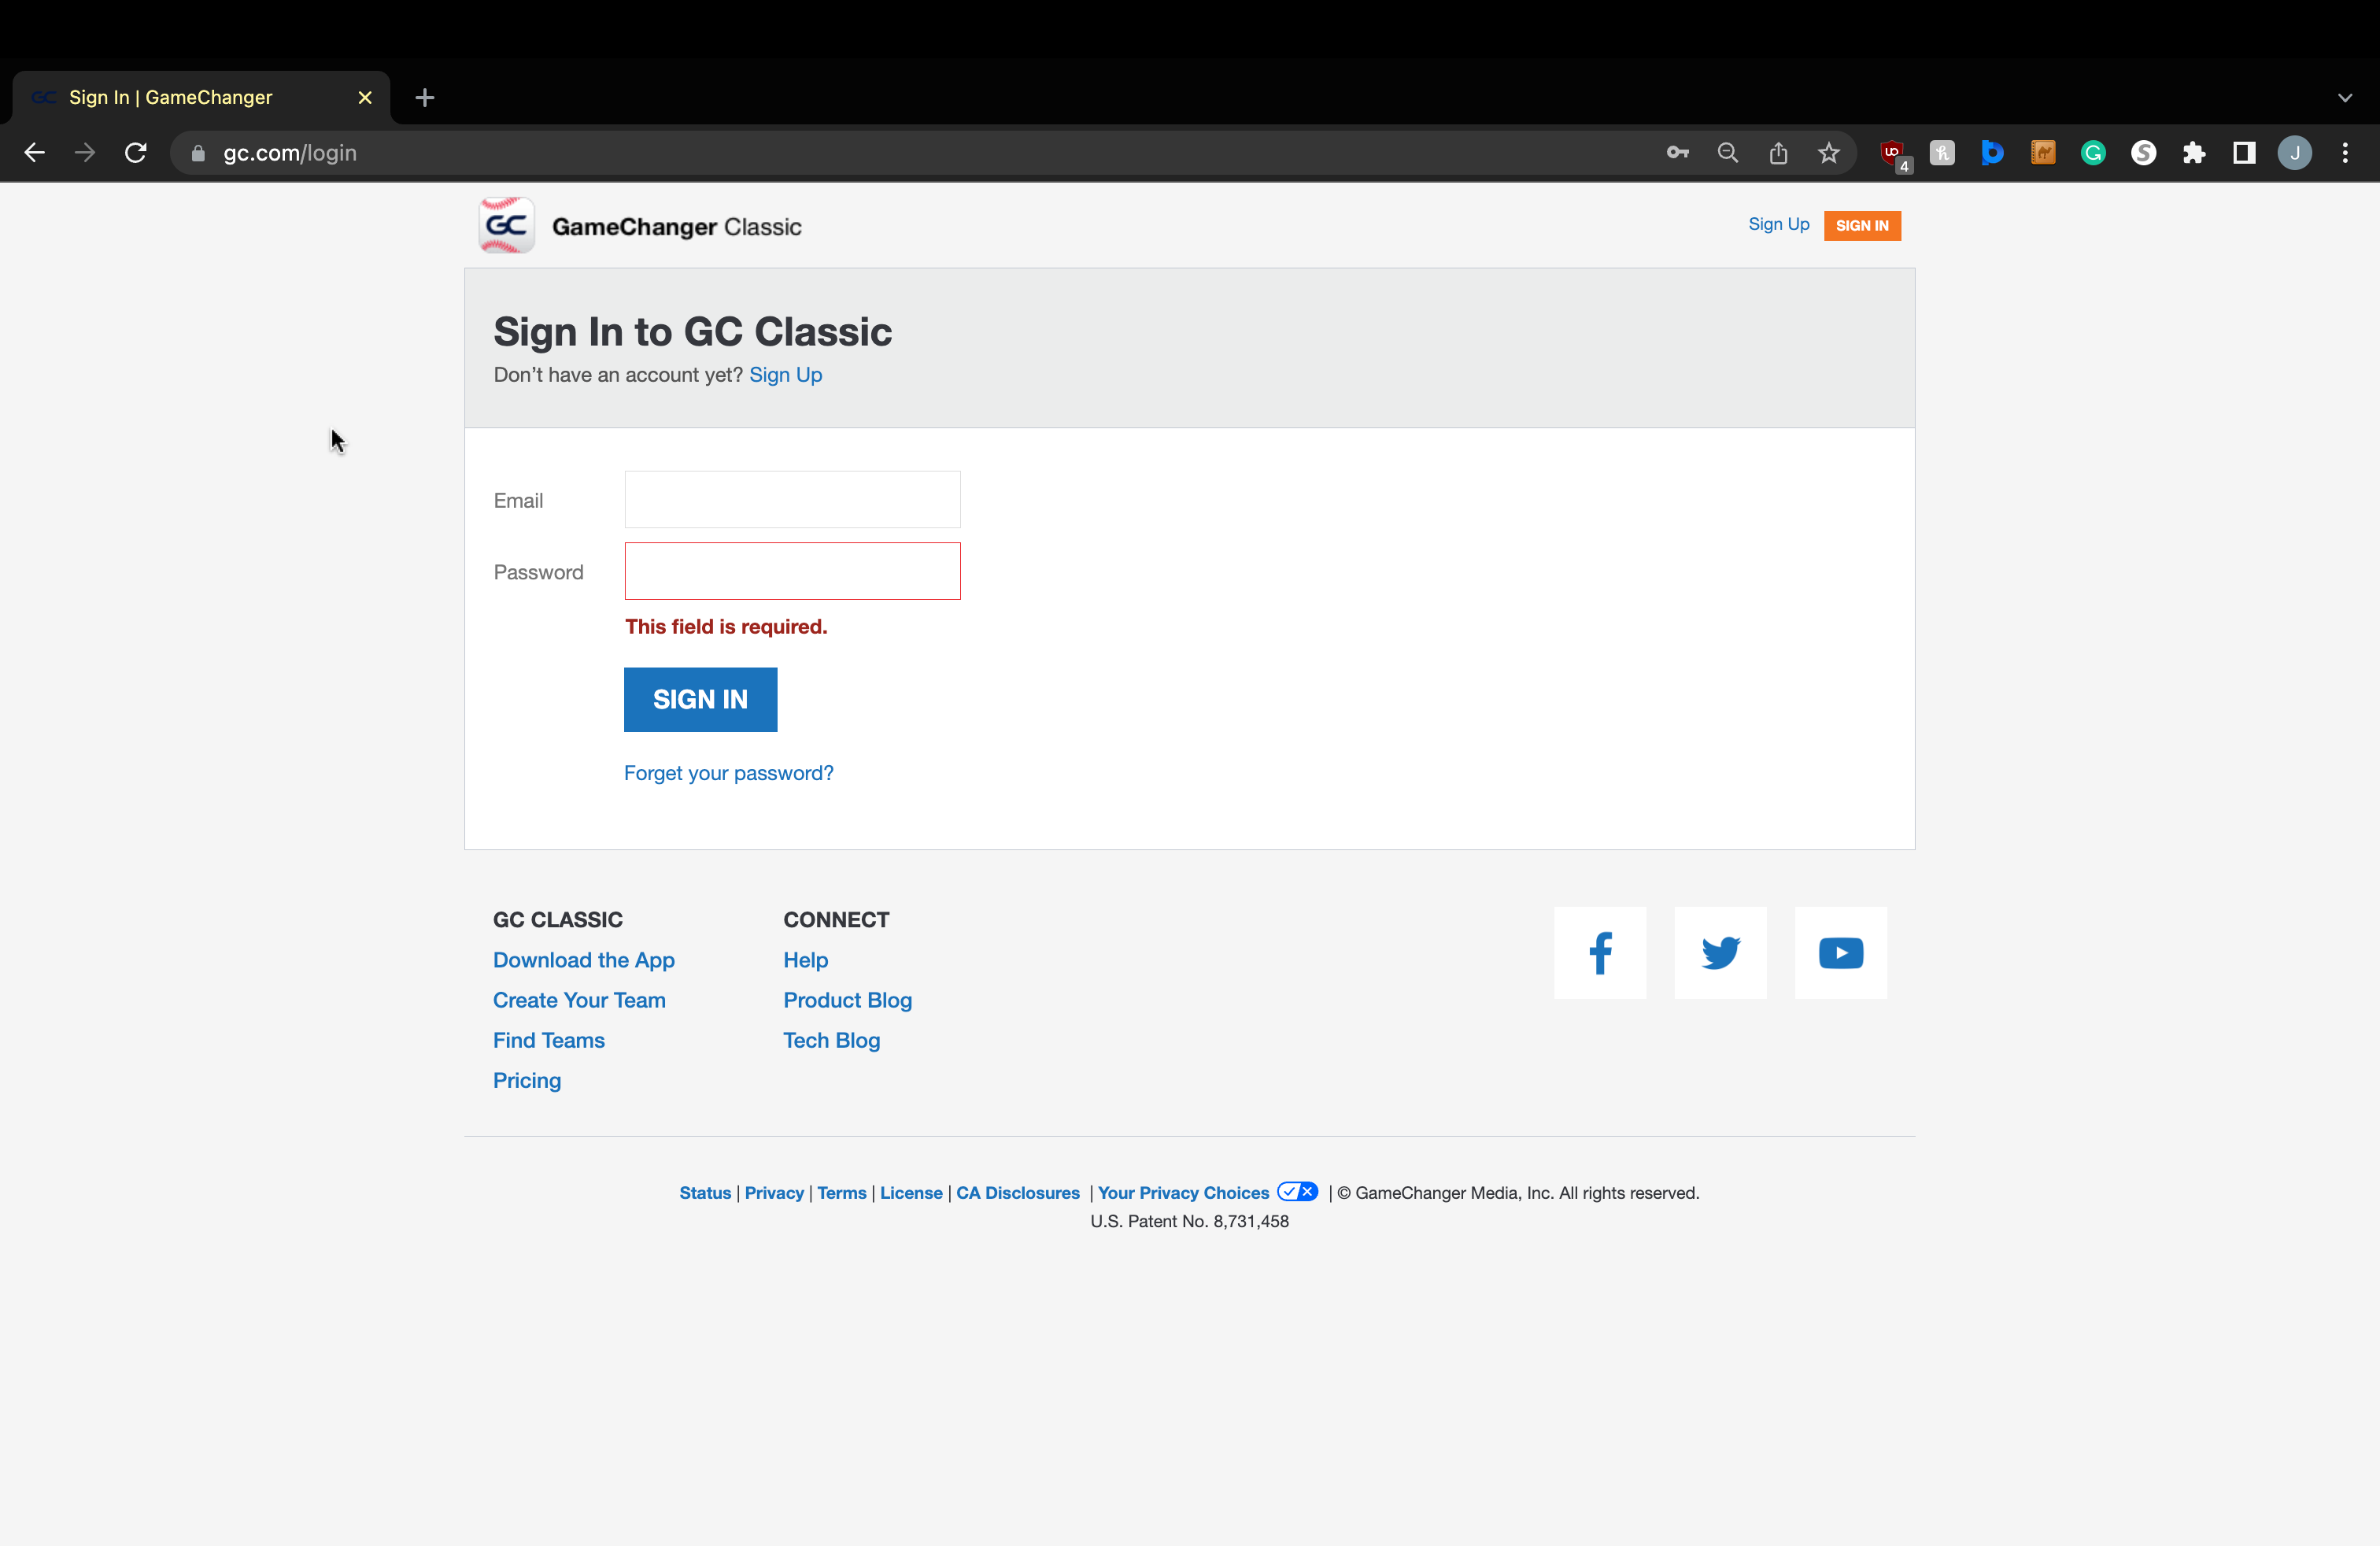 GC Sign In | GameChanger
gc.com/login
UD 4 h b G S J
GC GameChanger Classic
Sign Up SIGN IN
Sign In to GC Classic
Don’t have an account yet? Sign Up
Email
Password
This field is required.
SIGN IN
Forget your password?
GC CLASSIC
Download the App
Create Your Team
Find Teams
Pricing
CONNECT
Help
Product Blog
Tech Blog
Status | Privacy | Terms | License | CA Disclosures | Your Privacy Choices | © GameChanger Media, Inc. All rights reserved.
U.S. Patent No. 8,731,458